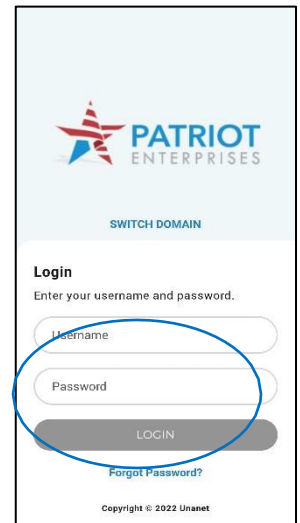 PATRIOT
ENTERPRISES
SWITCH DOMAIN
Login
Enter your username and password.
Username
Password
LOGIN
Forgot Password?
Copyright © 2022 Unanet